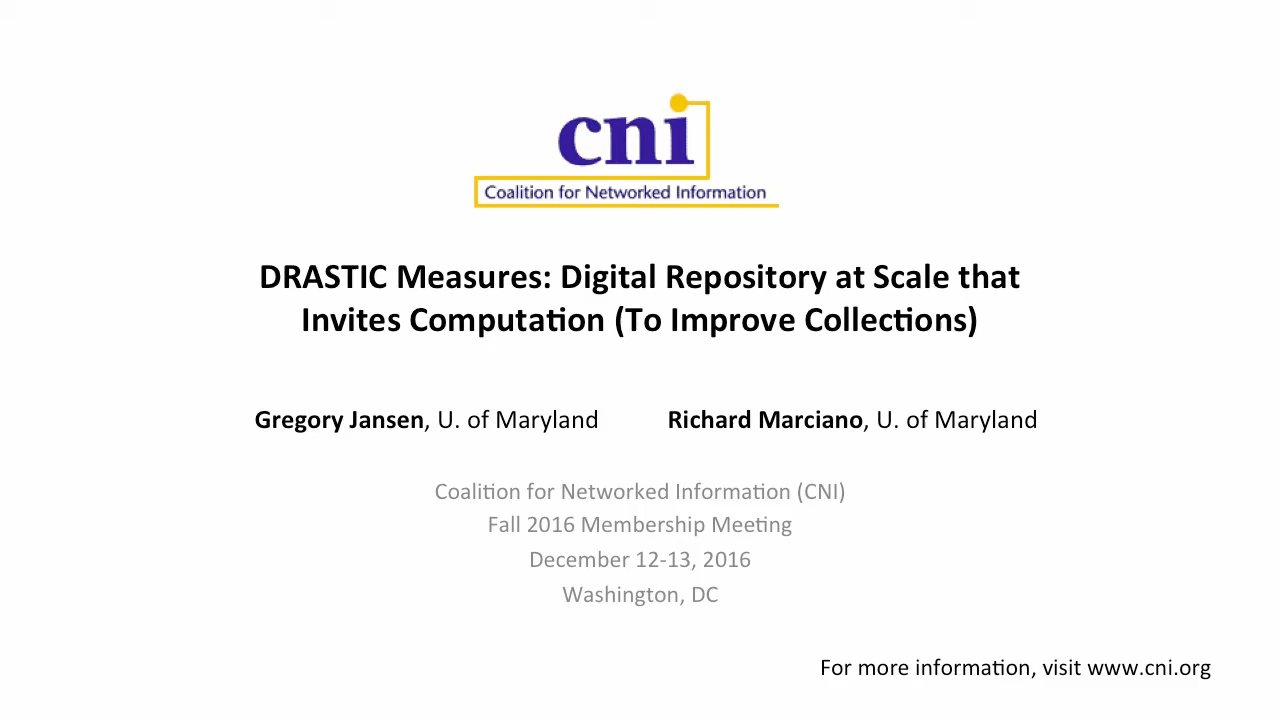 cni
Coalition for Networked Information
DRASTIC Measures: Digital Repository at Scale that
Invites Computation (To Improve Collections)
Gregory Jansen, U. of Maryland Richard Marciano, U. of Maryland
Coalition for Networked Information (CNI)
Fall 2016 Membership Meeting
December 12-13, 2016
Washington, DC
For more information, visit www.cni.org